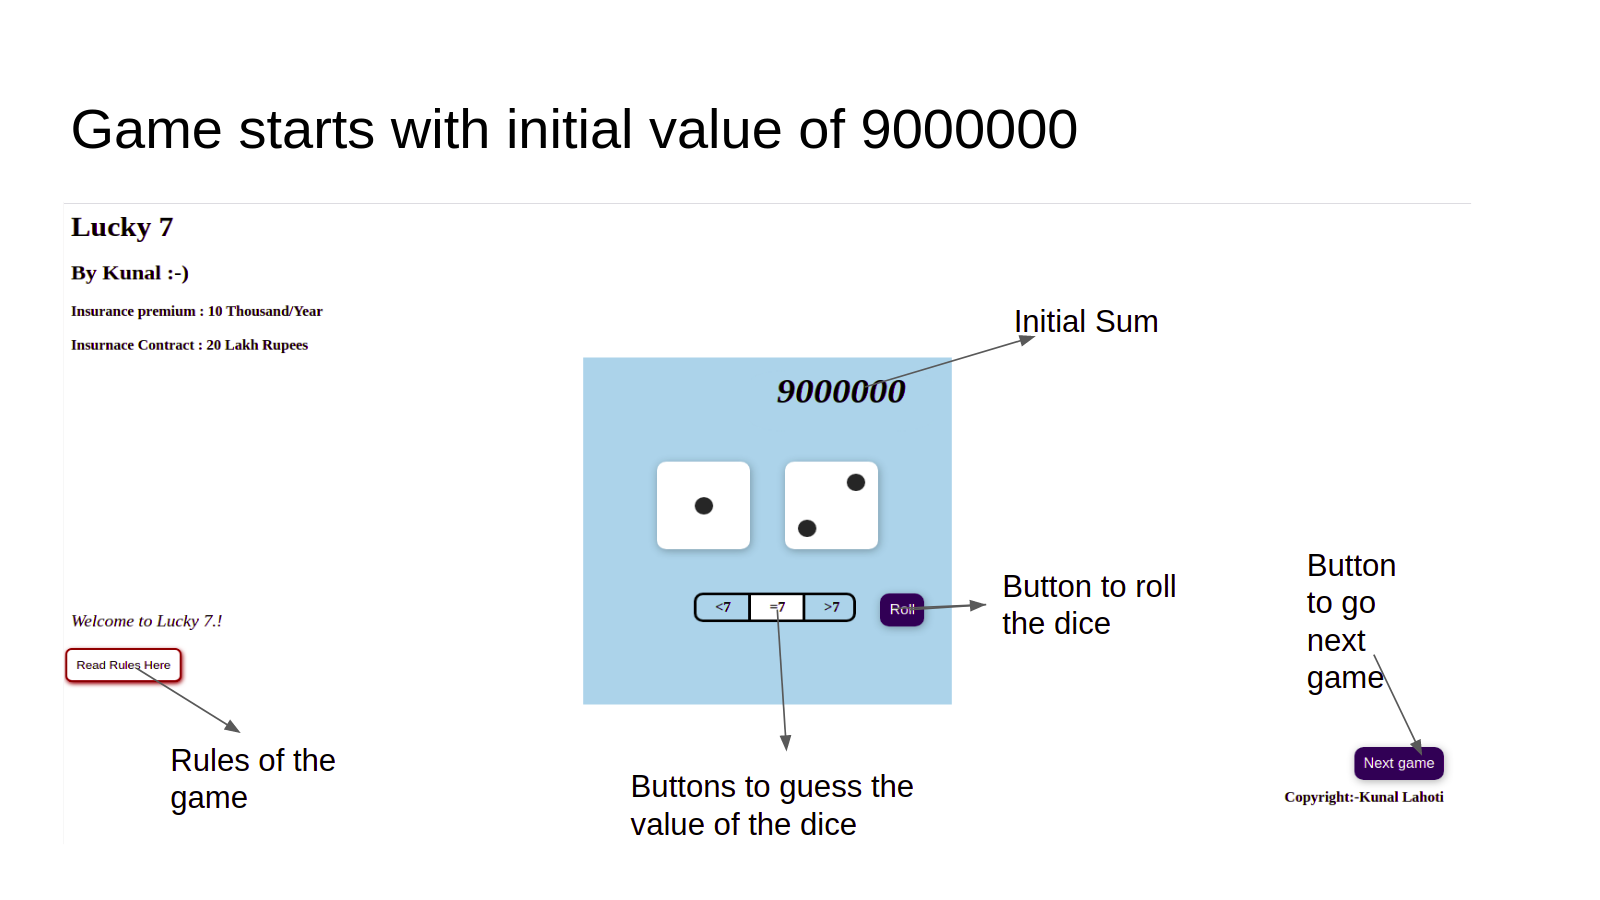 Game starts with initial value of 9000000
Lucky 7
By Kunal :-)
Insurance premium : 10 Thousand/Year
Insurnace Contract : 20 Lakh Rupees
Initial Sum
9000000
<7 =7 >7
Roll
Button to roll
the dice
Button
to go
next
game
Welcome to Lucky 7.!
Read Rules Here
Rules of the
game
Buttons to guess the
value of the dice
Next game
Copyright:-Kunal Lahoti